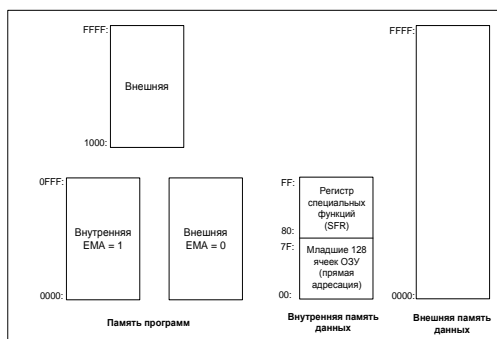 FFFF:
Внешняя
1000:
0FFF:
Внутренняя
EMA = 1
0000:
Внешняя
EMA = 0
Память программ
FF:
Регистр
специальных
функций
(SFR)
80:
7F:
Младшие 128
ячеек ОЗУ
(прямая
адресация)
00:
Внутренняя память
данных
FFFF:
0000:
Внешняя память
данных